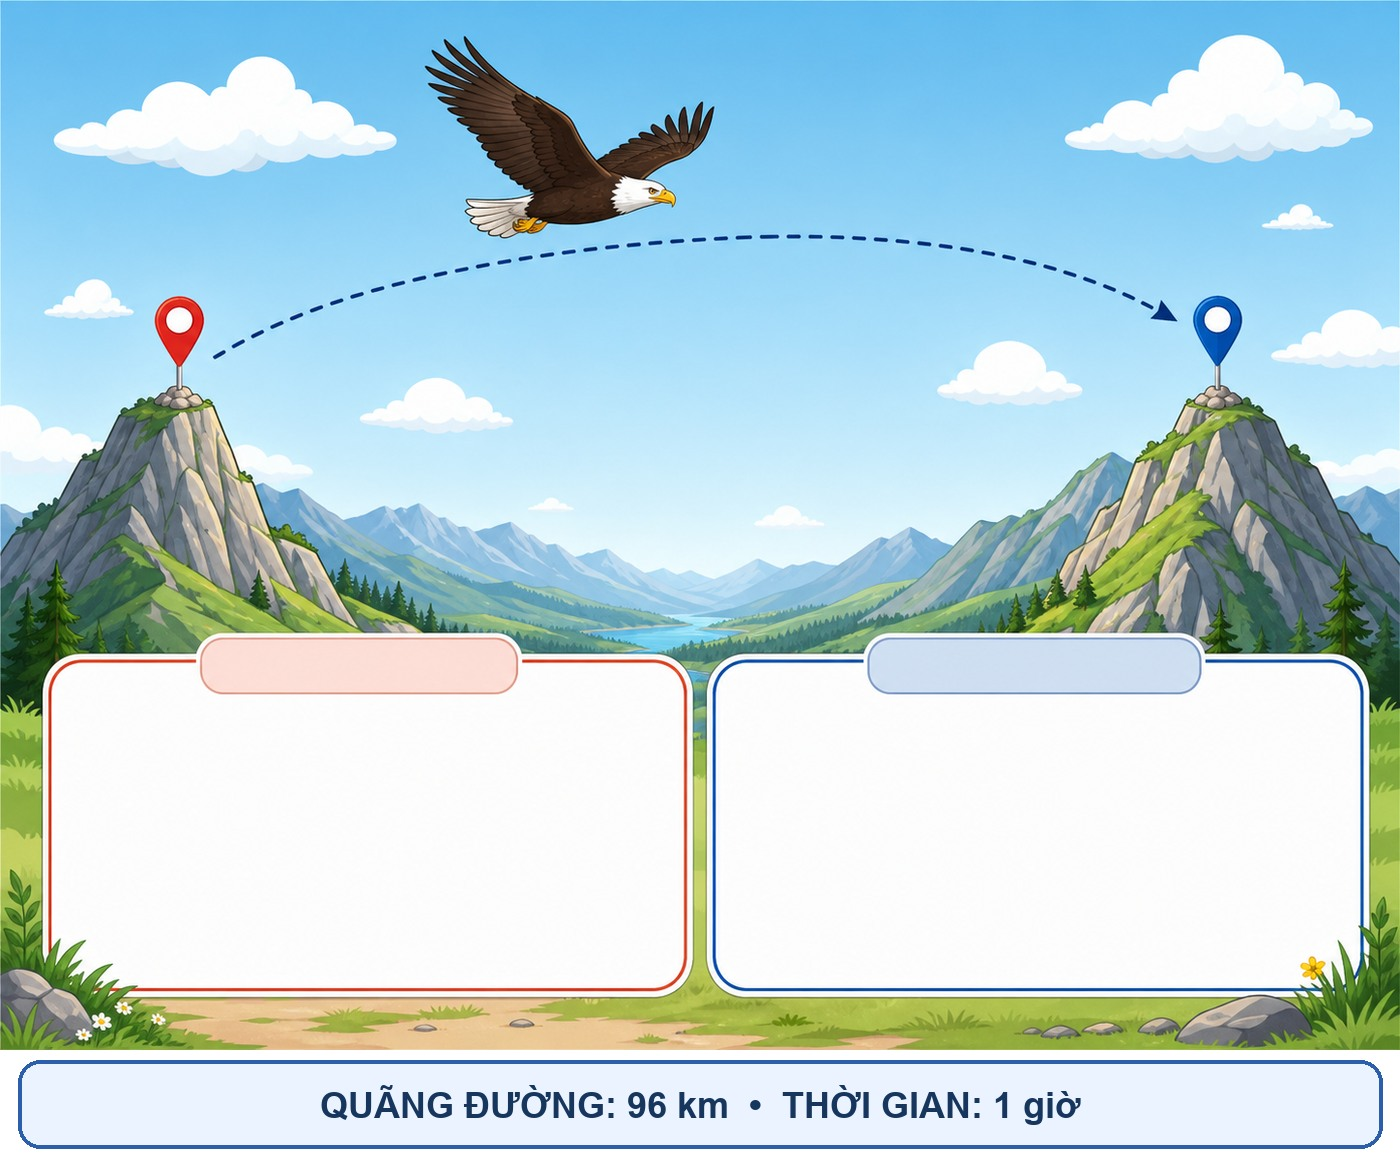 QUÃNG ĐƯỜNG: 96 km • THỜI GIAN: 1 giờ